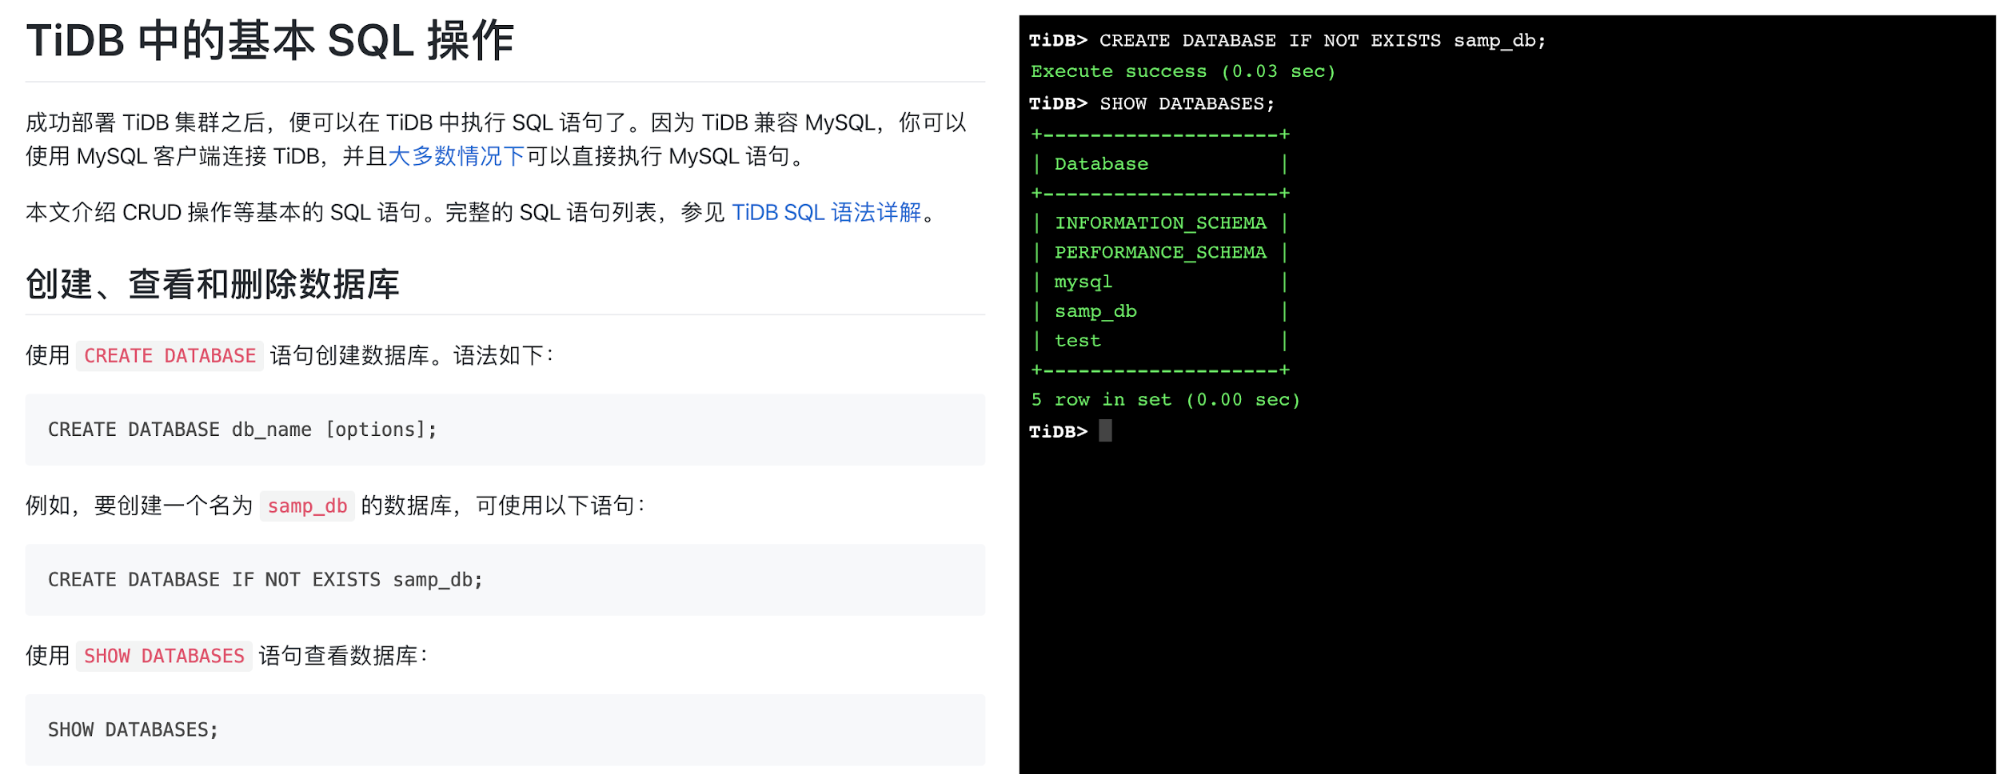 TiDB 中的基本 SQL 操作
成功部署 TiDB 集群之后，便可以在 TiDB 中执行 SQL 语句了。因为 TiDB 兼容 MySQL，你可以
使用 MySQL 客户端连接 TiDB，并且大多数情况下可以直接执行 MySQL 语句。
本文介绍 CRUD 操作等基本的 SQL 语句。完整的 SQL 语句列表，参见 TiDB SQL 语法详解。
创建、查看和删除数据库
使用 CREATE DATABASE 语句创建数据库。语法如下：
CREATE DATABASE db_name [options];
例如，要创建一个名为 samp_db 的数据库，可使用以下语句：
CREATE DATABASE IF NOT EXISTS samp_db;
使用 SHOW DATABASES 语句查看数据库：
SHOW DATABASES;
TiDB> CREATE DATABASE IF NOT EXISTS samp_db;
Execute success (0.03 sec)
TiDB> SHOW DATABASES;
+--------------------+
| Database           |
+--------------------+
| INFORMATION_SCHEMA |
| PERFORMANCE_SCHEMA |
| mysql              |
| samp_db            |
| test               |
+--------------------+
5 row in set (0.00 sec)
TiDB>